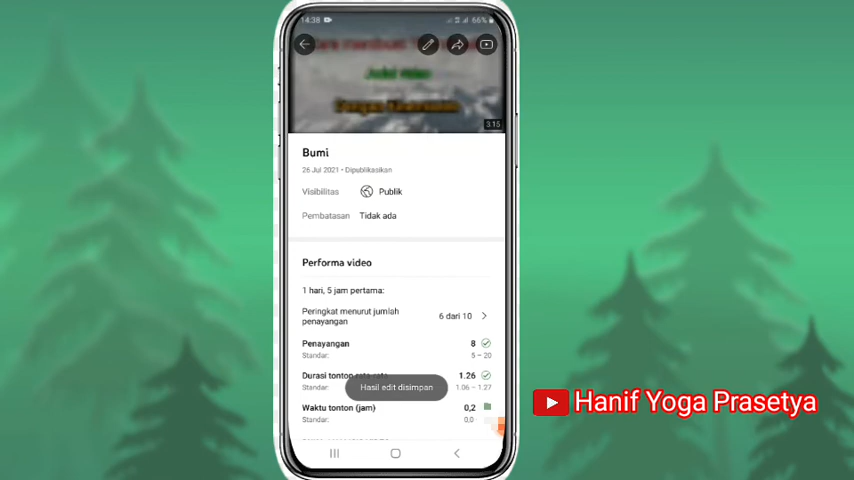 14:38
66%
Judul Video
3:15
Bumi
26 Jul 2021 • Dipublikasikan
Visibilitas Publik
Pembatasan Tidak ada
Performa video
1 hari, 5 jam pertama:
Peringkat menurut jumlah penayangan 6 dari 10
Penayangan 8
Standar: 5 – 20
Durasi tonton rata-rata 1.26
Standar: 1.06 – 1.27
Hasil edit disimpan
Waktu tonton (jam) 0,2
Standar: 0,0
Hanif Yoga Prasetya